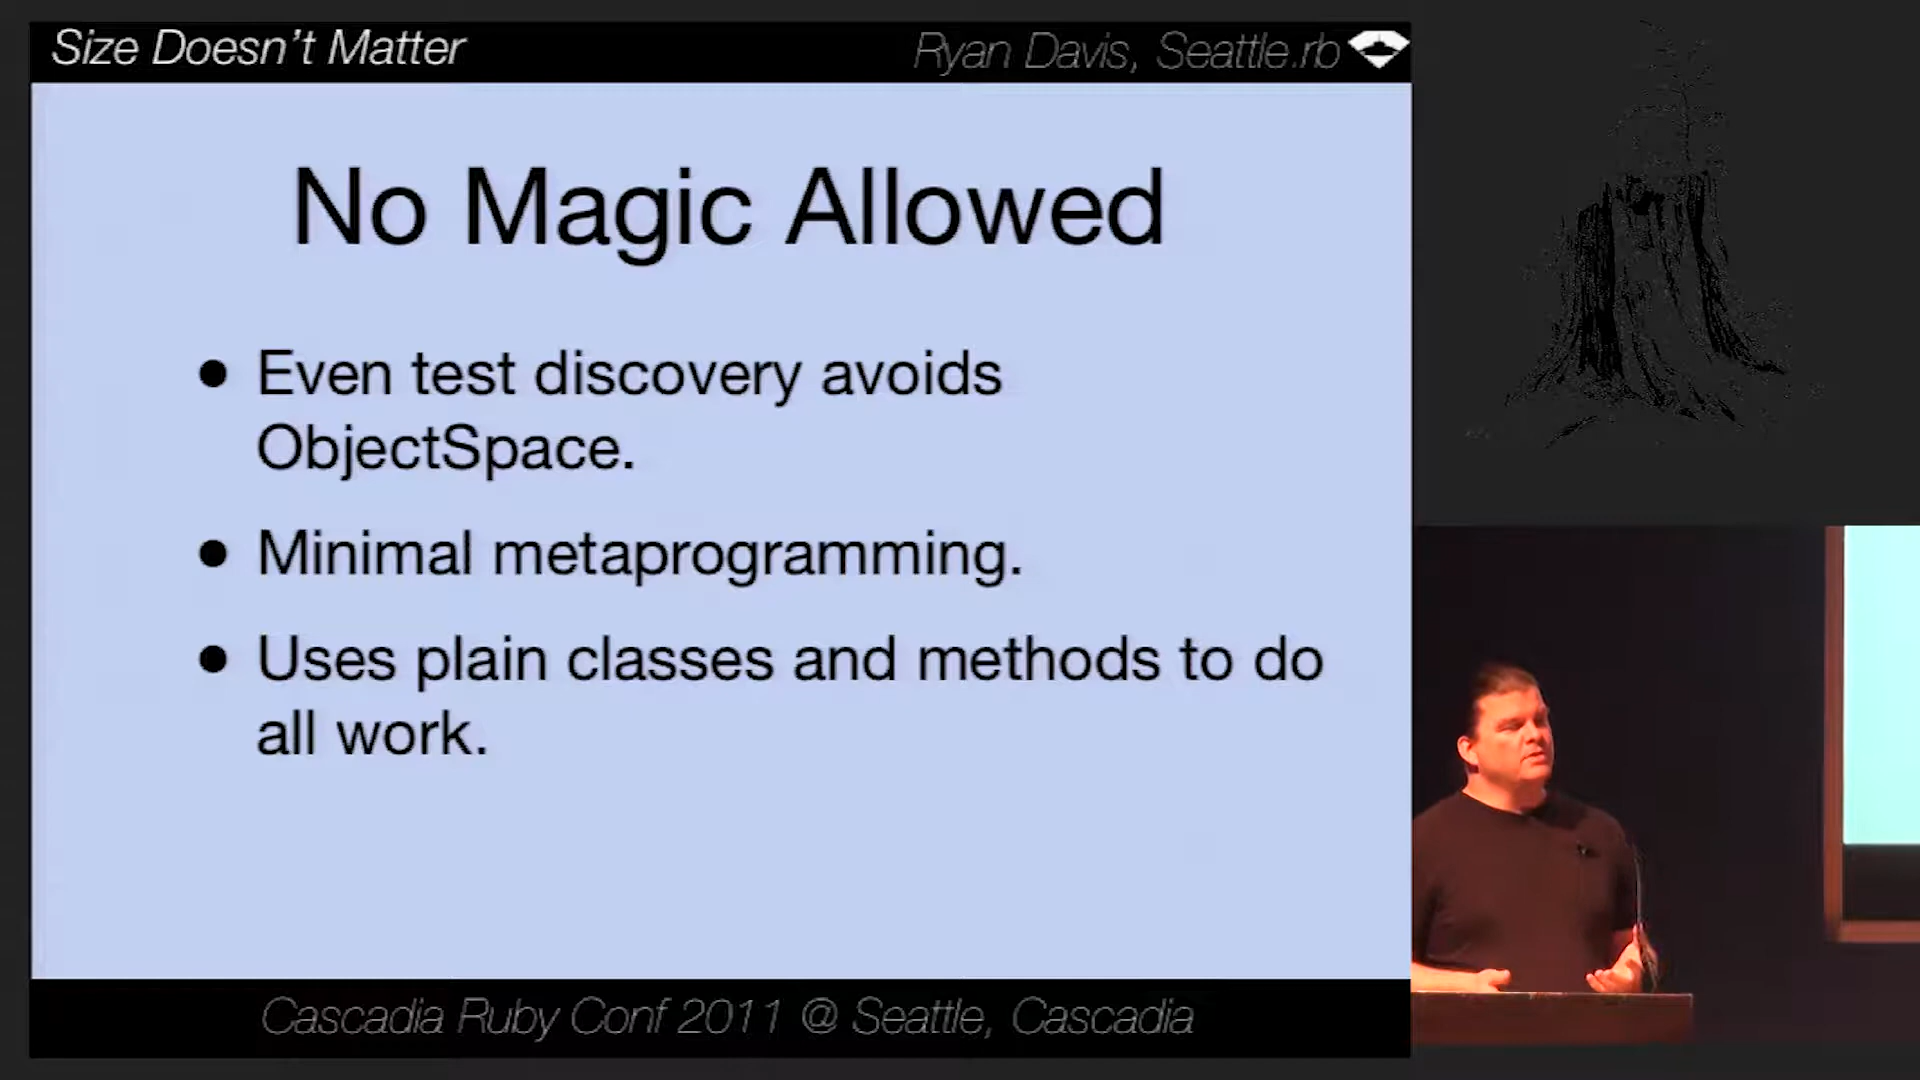 Size Doesn't Matter
Ryan Davis, Seattle.rb
No Magic Allowed
• Even test discovery avoids
ObjectSpace.
• Minimal metaprogramming.
• Uses plain classes and methods to do
all work.
Cascadia Ruby Conf 2011 @ Seattle, Cascadia